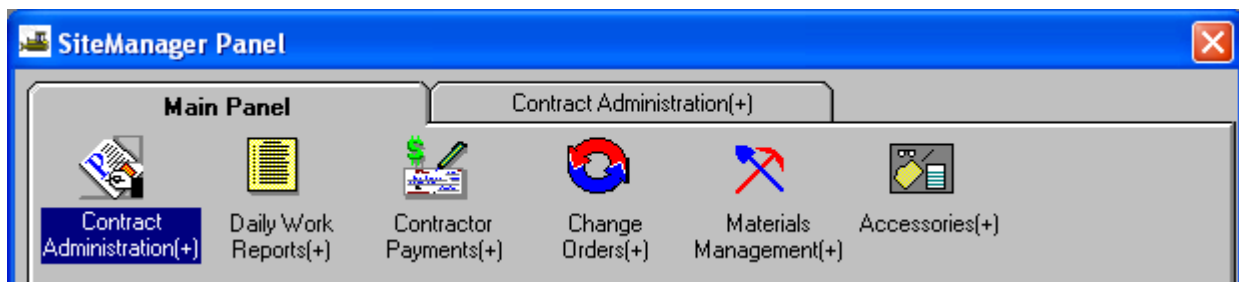 SiteManager Panel
Main Panel
Contract Administration(+)
Contract
Administration(+)
Daily Work
Reports(+)
Contractor
Payments(+)
Change
Orders(+)
Materials
Management(+)
Accessories(+)